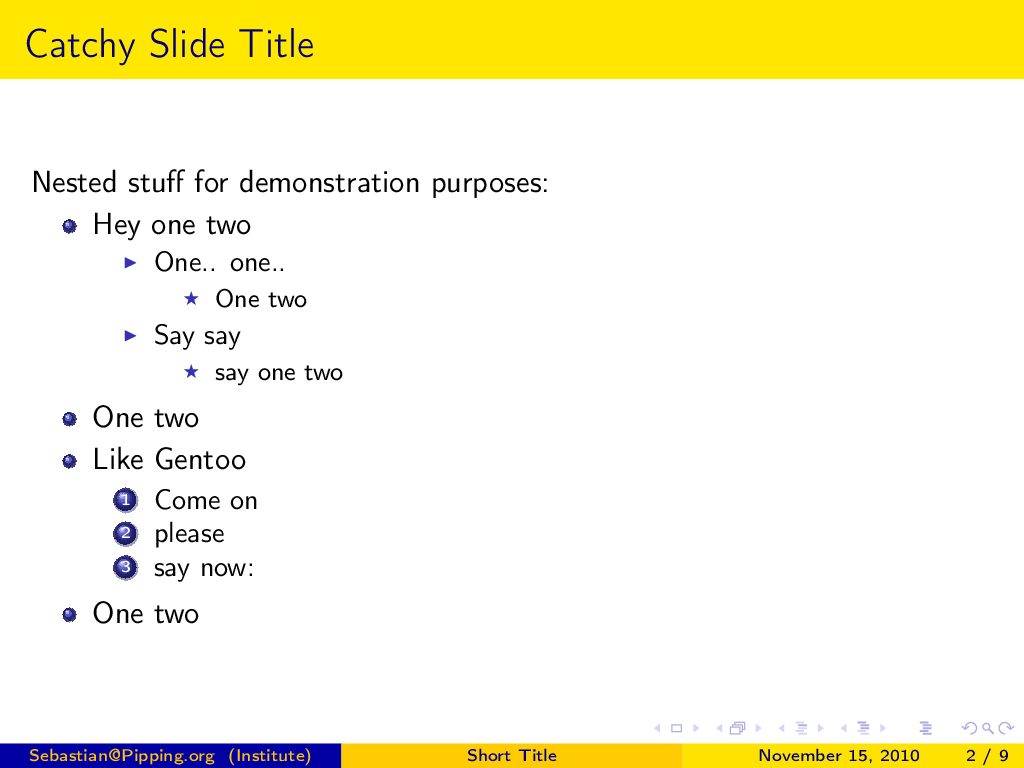 Catchy Slide Title
Nested stuff for demonstration purposes:
Hey one two
One.. one..
One two
Say say
say one two
One two
Like Gentoo
1 Come on
2 please
3 say now:
One two
Sebastian@Pipping.org (Institute) Short Title November 15, 2010 2 / 9